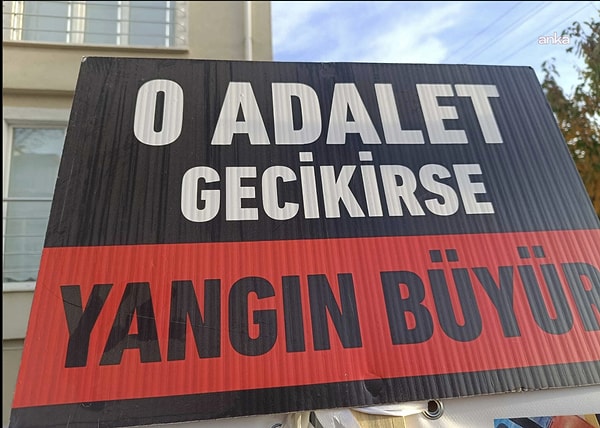 anka
O ADALET
GECİKİRSE
YANGIN BÜYÜR